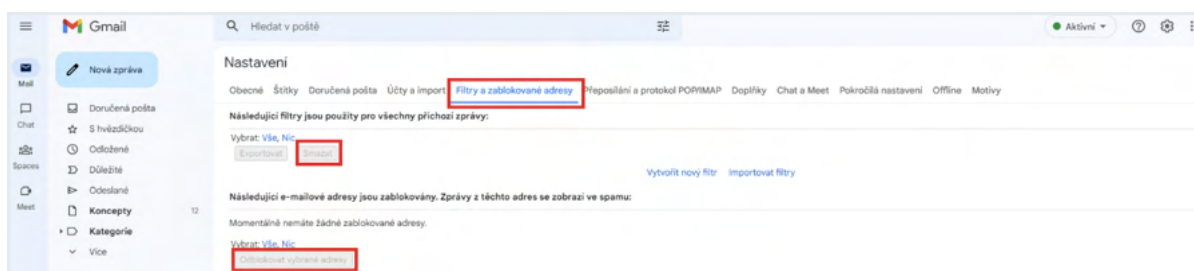 Gmail
Hledat v poště
Aktivní
Mail
Nová zpráva
Nastavení
Obecné Štítky Doručená pošta Účty a import Filtry a zablokované adresy Přeposílání a protokol POP/IMAP Doplňky Chat a Meet Pokročilá nastavení Offline Motivy
Chat
Doručená pošta
Následující filtry jsou použity pro všechny příchozí zprávy:
S hvězdičkou
Vybrat: Vše, Nic
Spaces
Odložené
Exportovat Smazat
Důležité
Vytvořit nový filtr Importovat filtry
Meet
Odeslané
Následující e-mailové adresy jsou zablokovány. Zprávy z těchto adres se zobrazí ve spamu:
Koncepty 12
Momentálně nemáte žádné zablokované adresy.
Kategorie
Vybrat: Vše, Nic
Více
Odblokovat vybrané adresy